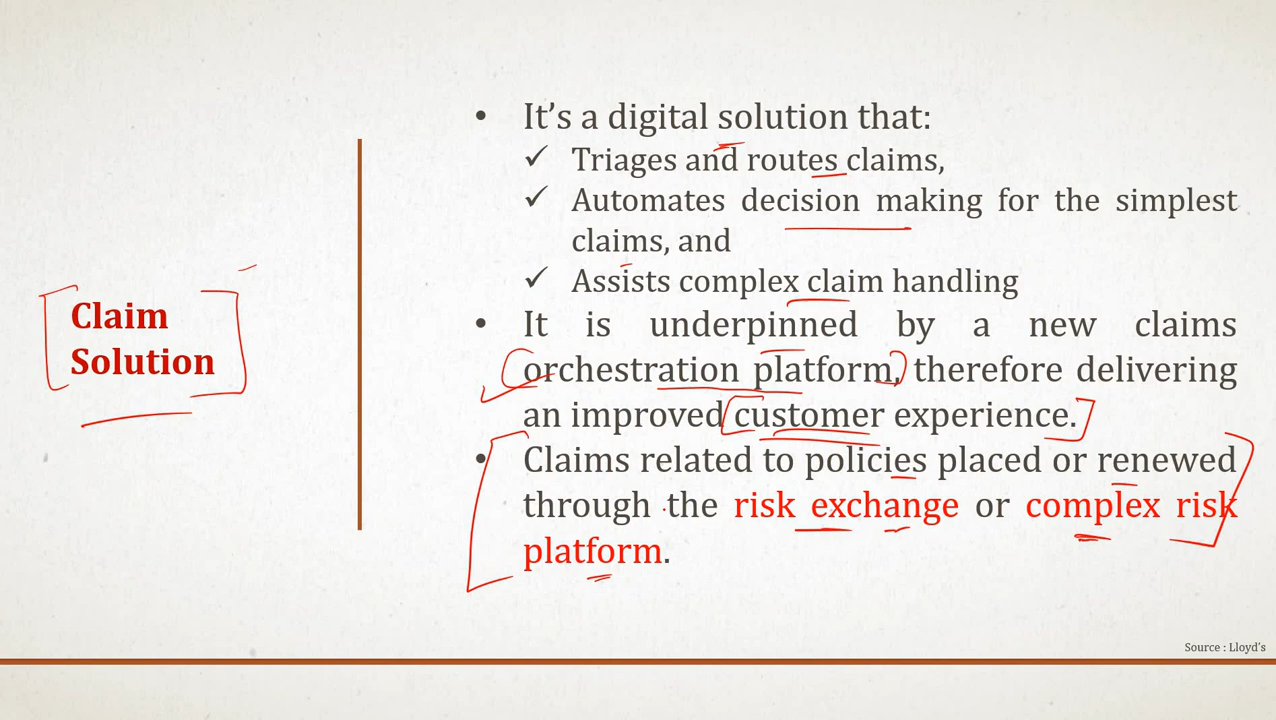 Claim
Solution
• It's a digital solution that:
✓ Triages and routes claims,
✓ Automates decision making for the simplest
claims, and
✓ Assists complex claim handling
• It is underpinned by a new claims
orchestration platform, therefore delivering
an improved customer experience.
• Claims related to policies placed or renewed
through the risk exchange or complex risk
platform.
Source : Lloyd's